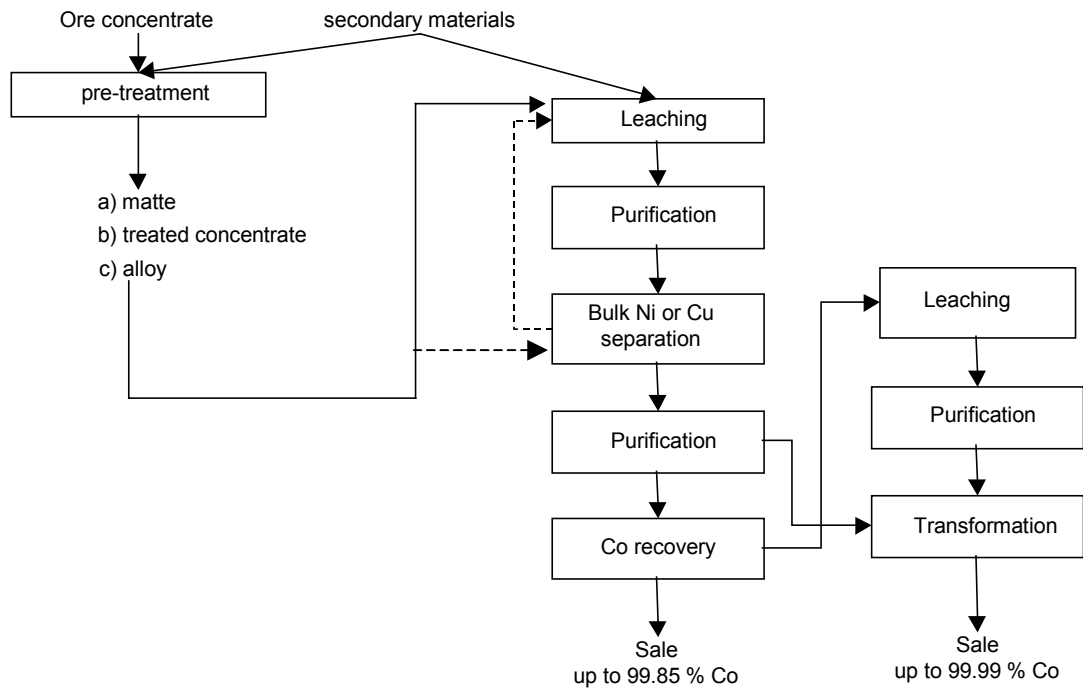 Ore concentrate
secondary materials
pre-treatment
a) matte
b) treated concentrate
c) alloy
Leaching
Purification
Bulk Ni or Cu
separation
Purification
Co recovery
Sale
up to 99.85 % Co
Leaching
Purification
Transformation
Sale
up to 99.99 % Co